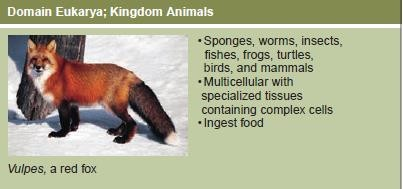 Domain Eukarya; Kingdom Animals
• Sponges, worms, insects,
fishes, frogs, turtles,
birds, and mammals
• Multicellular with
specialized tissues
containing complex cells
• Ingest food
Vulpes, a red fox